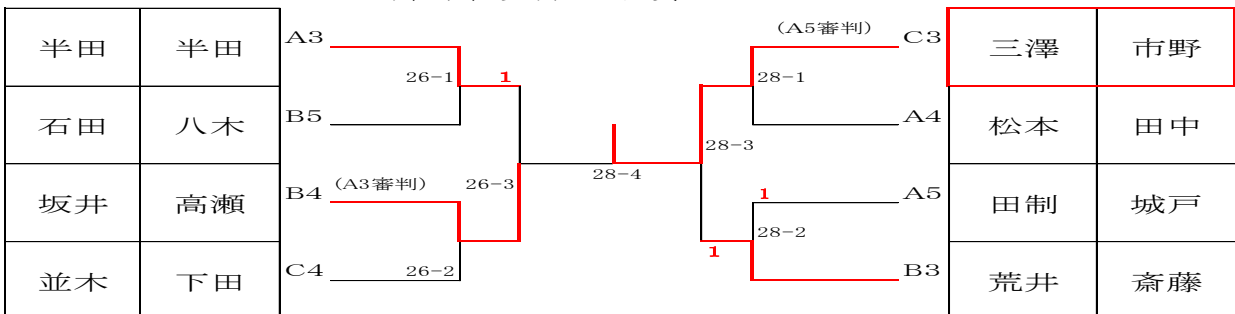 半田 半田 A3 (A5審判) C3 三澤 市野
26-1 1 28-1
石田 八木 B5 A4 松本 田中
28-3
28-4
坂井 高瀬 B4 (A3審判) 26-3 1 A5 田制 城戸
28-2
1
並木 下田 C4 26-2 B3 荒井 斎藤